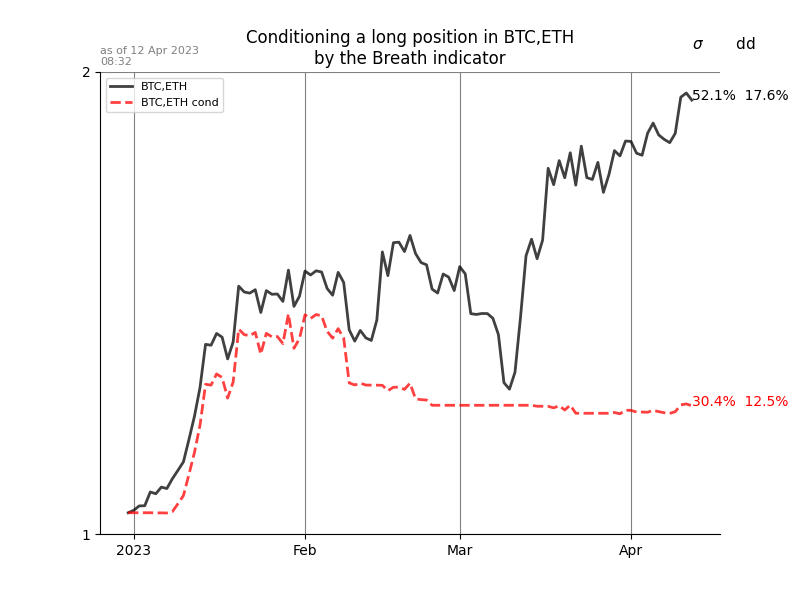 Conditioning a long position in BTC,ETH
by the Breath indicator
σ dd
as of 12 Apr 2023
08:32
2
BTC,ETH
BTC,ETH cond
52.1% 17.6%
30.4% 12.5%
1
2023 Feb Mar Apr